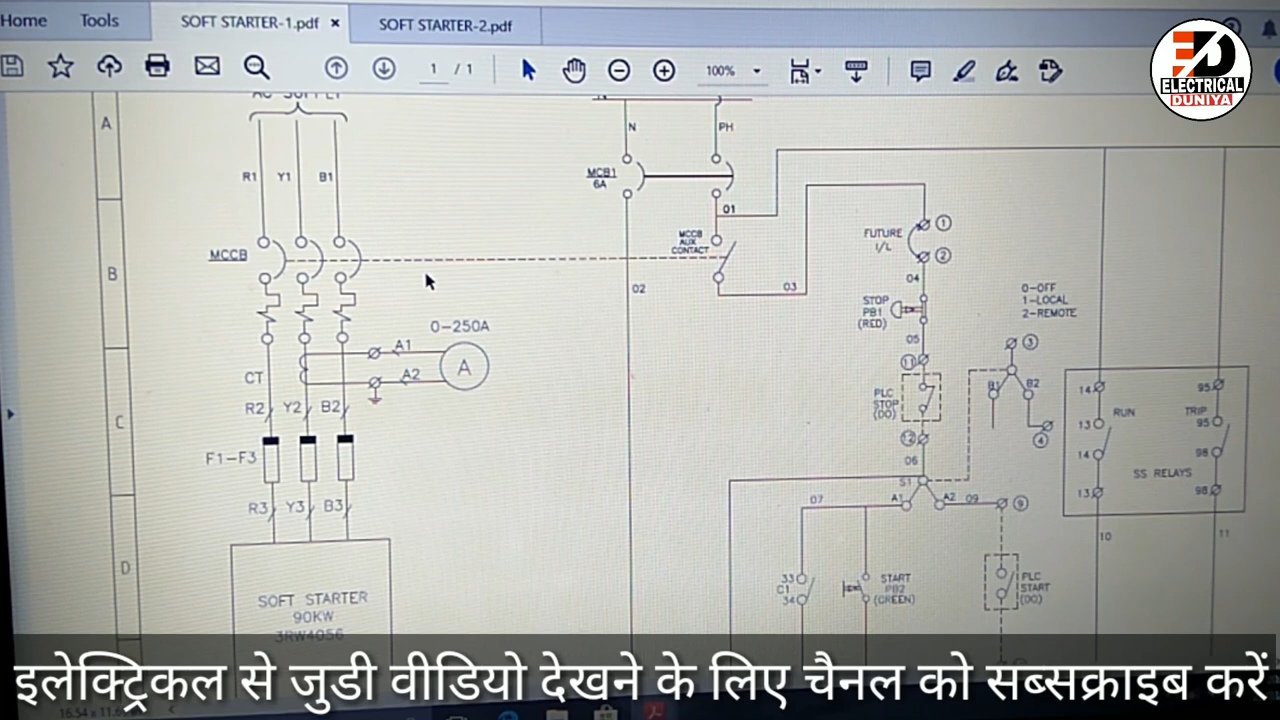 Home Tools SOFT STARTER-1.pdf × SOFT STARTER-2.pdf
1 / 1 100%
ED
ELECTRICAL
DUNIYA
AC SUPPLY
A
N PH
R1 Y1 B1
MCB1
6A
01
MCCB
AUX
CONTACT
FUTURE
I/L
1
2
MCCB
B
02
03
04
0-OFF
1-LOCAL
2-REMOTE
STOP
PB1
(RED)
0-250A
A1
A
A2
CT
05
3
11
B1 B2
PLC
STOP
(DO)
14 95
R2 Y2 B2
C
RUN TRIP
13 95
4
12
14 98
F1-F3
06
SS RELAYS
S1
13 98
R3 Y3 B3
07
A1 A2 09 9
10 11
D
33
C1
34
START
PB2
(GREEN)
PLC
START
(DO)
SOFT STARTER
90KW
3RW4056
इलेक्ट्रिकल से जुडी वीडियो देखने के लिए चैनल को सब्सक्राइब करें